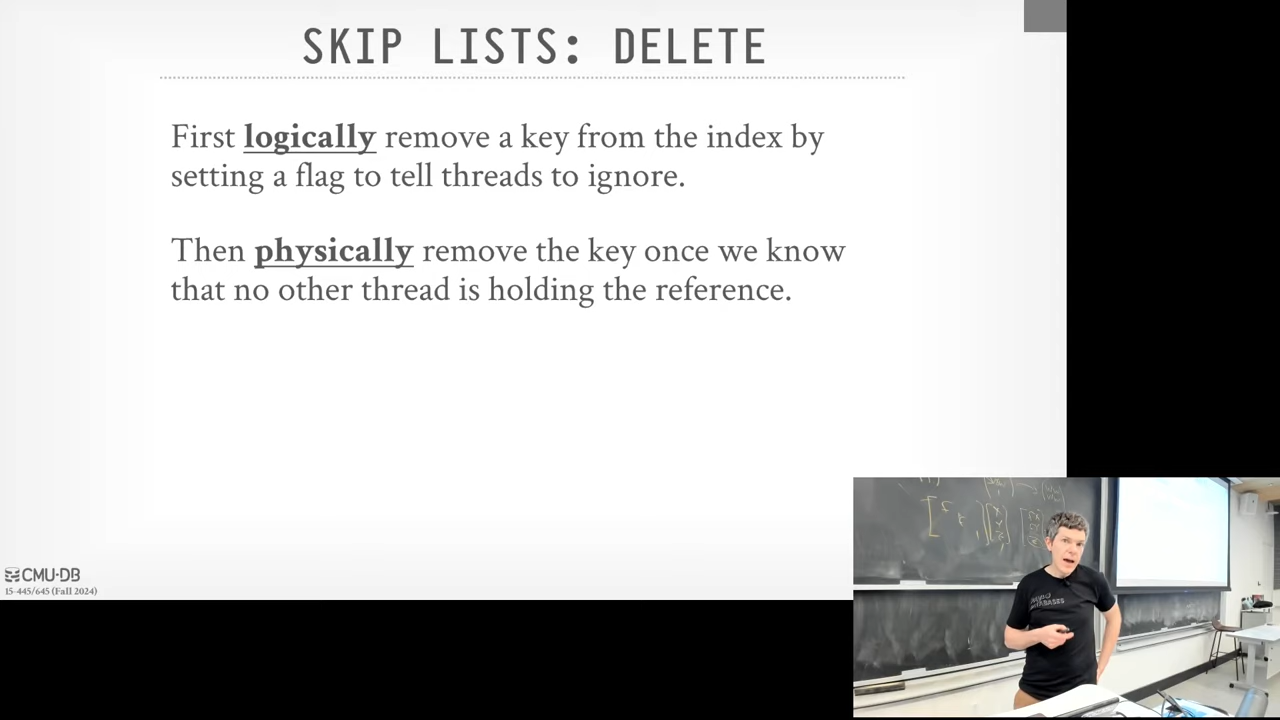 SKIP LISTS: DELETE
First logically remove a key from the index by
setting a flag to tell threads to ignore.
Then physically remove the key once we know
that no other thread is holding the reference.
CMU·DB
15-445/645 (Fall 2024)
DATABASES